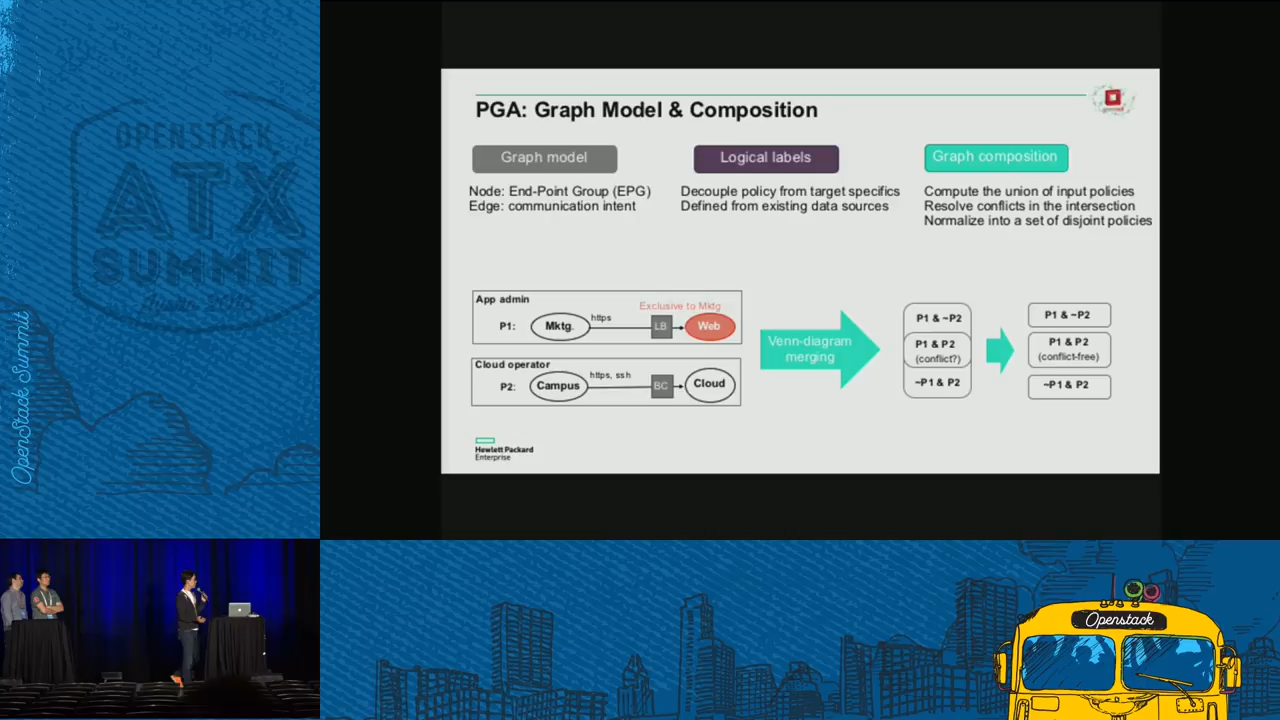 OPENSTACK
ATX
SUMMIT
Austin 2016
OpenStack Summit
PGA: Graph Model & Composition
Graph model
Node: End-Point Group (EPG)
Edge: communication intent
Logical labels
Decouple policy from target specifics
Defined from existing data sources
Graph composition
Compute the union of input policies
Resolve conflicts in the intersection
Normalize into a set of disjoint policies
App admin
Exclusive to Mktg
P1:
Mktg.
https
LB
Web
Cloud operator
P2:
Campus
https, ssh
BC
Cloud
Venn-diagram
merging
P1 & ~P2
P1 & P2
(conflict?)
~P1 & P2
P1 & ~P2
P1 & P2
(conflict-free)
~P1 & P2
Hewlett Packard
Enterprise
Openstack